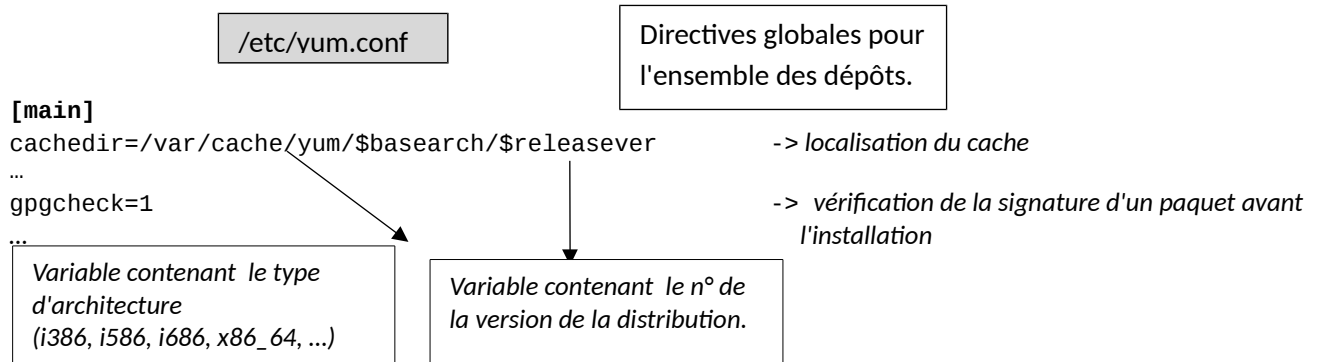 /etc/yum.conf
Directives globales pour
l'ensemble des dépôts.
[main]
cachedir=/var/cache/yum/$basearch/$releasever -> localisation du cache
…
gpgcheck=1 -> vérification de la signature d'un paquet avant
l'installation
…
Variable contenant le type
d'architecture
(i386, i586, i686, x86_64, …)
Variable contenant le n° de
la version de la distribution.